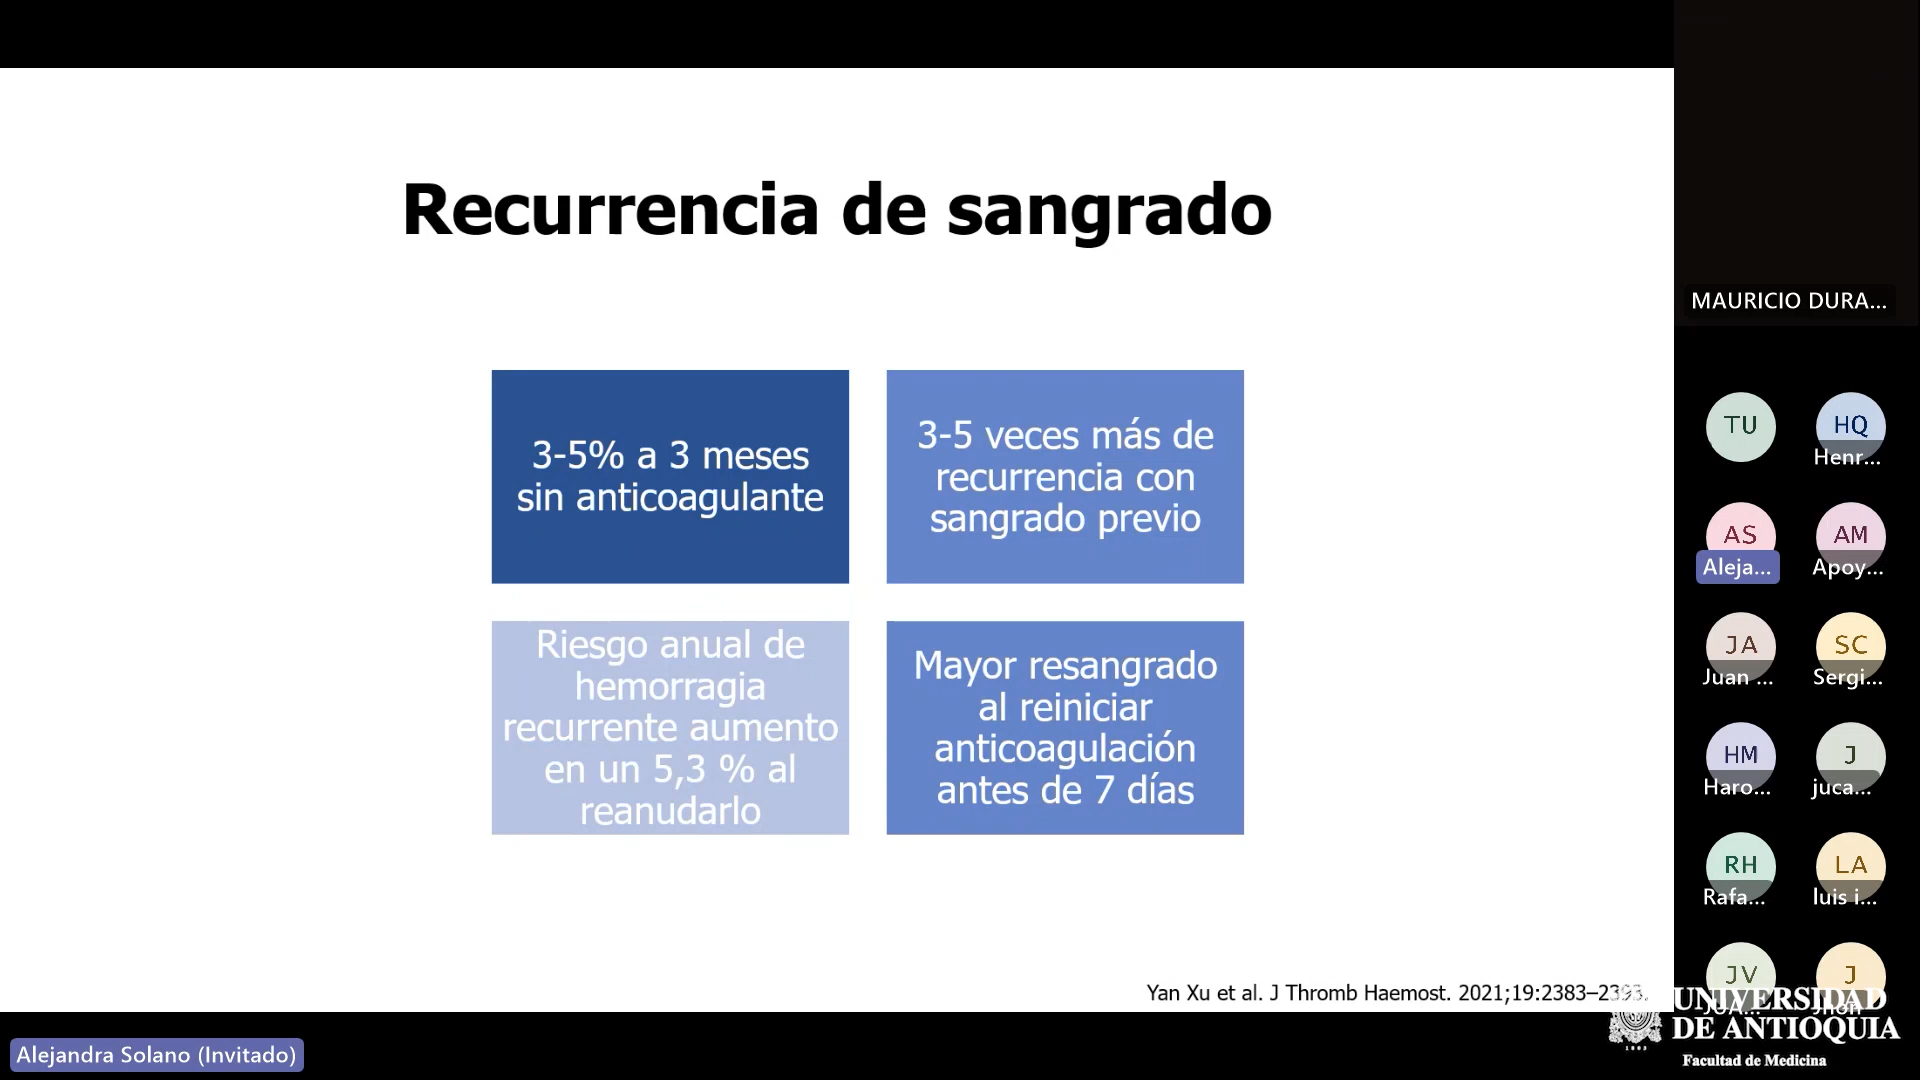 Recurrencia de sangrado
3-5% a 3 meses
sin anticoagulante
3-5 veces más de
recurrencia con
sangrado previo
Riesgo anual de
hemorragia
recurrente aumento
en un 5,3 % al
reanudarlo
Mayor resangrado
al reiniciar
anticoagulación
antes de 7 días
Yan Xu et al. J Thromb Haemost. 2021;19:2383–2393.
MAURICIO DURA...
TU
HQ
Henr...
AS
Aleja...
AM
Apoy...
JA
Juan ...
SC
Sergi...
HM
Haro...
J
juca...
RH
Rafa...
LA
luis i...
JV
J
UNIVERSIDAD
DE ANTIOQUIA
1803
Facultad de Medicina
Alejandra Solano (Invitado)